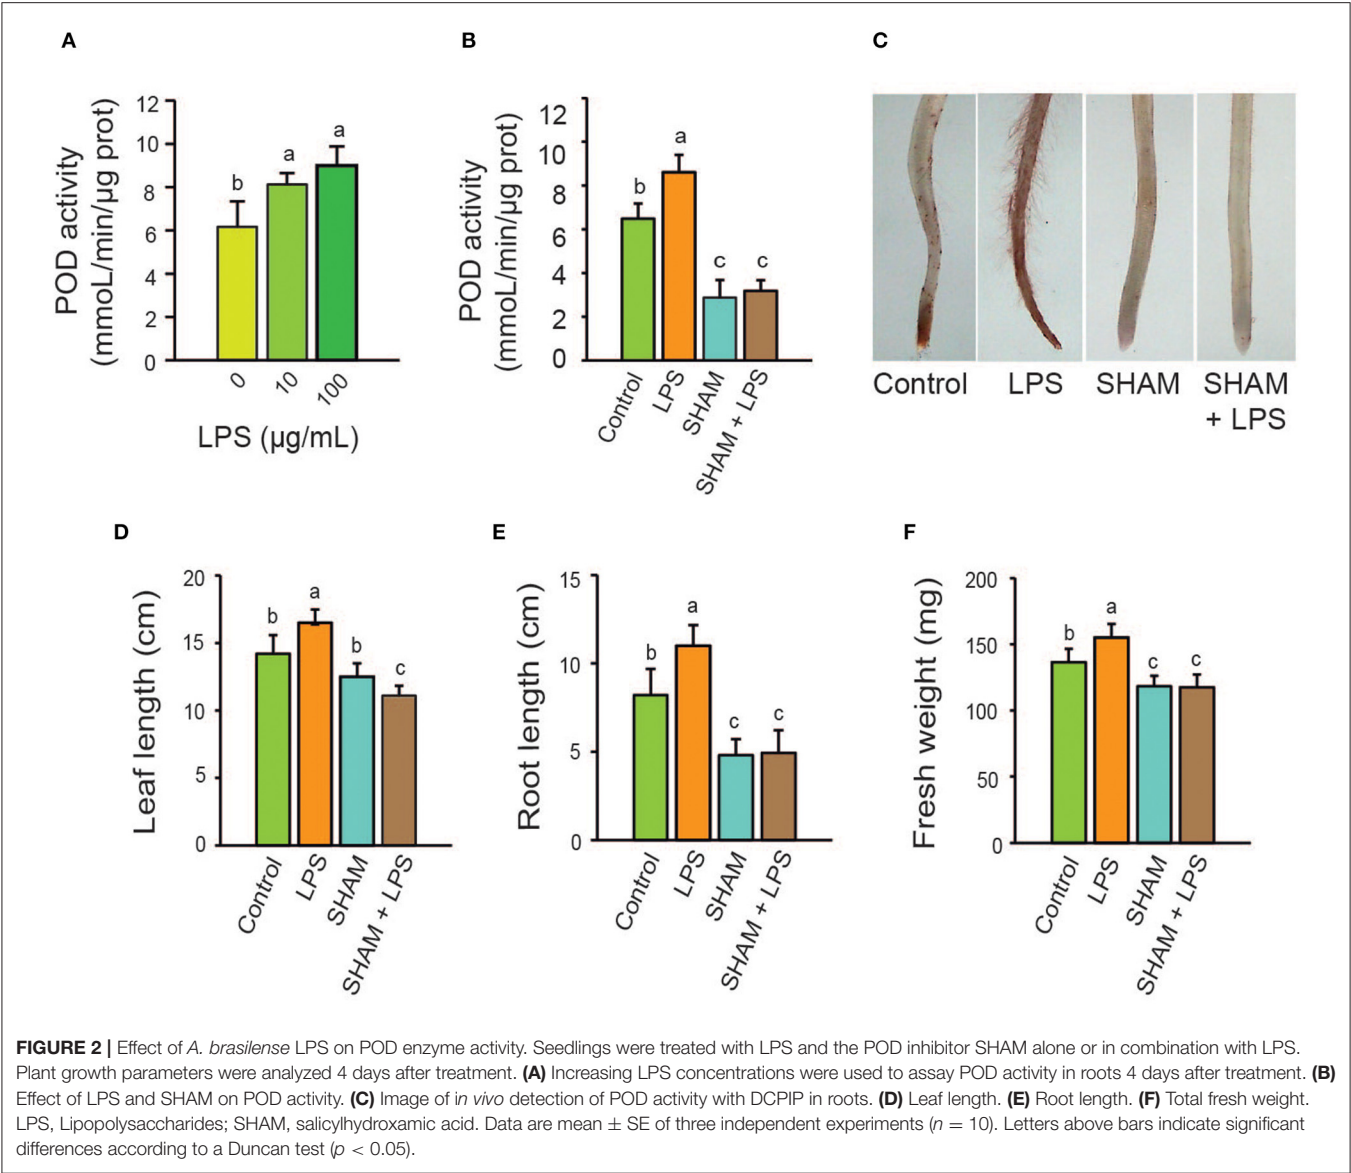 A
POD activity
(mmoL/min/µg prot)
12
10
8
6
4
2
0
b
a
a
0
10
100
LPS (µg/mL)
B
POD activity
(mmoL/min/µg prot)
12
10
8
6
4
2
0
b
a
c
c
Control
LPS
SHAM
SHAM + LPS
C
Control
LPS
SHAM
SHAM
+ LPS
D
Leaf length (cm)
20
15
10
5
0
b
a
b
c
Control
LPS
SHAM
SHAM + LPS
E
Root length (cm)
15
10
5
0
b
a
c
c
Control
LPS
SHAM
SHAM + LPS
F
Fresh weight (mg)
200
150
100
50
0
b
a
c
c
Control
LPS
SHAM
SHAM + LPS
FIGURE 2 | Effect of A. brasilense LPS on POD enzyme activity. Seedlings were treated with LPS and the POD inhibitor SHAM alone or in combination with LPS.
Plant growth parameters were analyzed 4 days after treatment. (A) Increasing LPS concentrations were used to assay POD activity in roots 4 days after treatment. (B)
Effect of LPS and SHAM on POD activity. (C) Image of in vivo detection of POD activity with DCPIP in roots. (D) Leaf length. (E) Root length. (F) Total fresh weight.
LPS, Lipopolysaccharides; SHAM, salicylhydroxamic acid. Data are mean ± SE of three independent experiments (n = 10). Letters above bars indicate significant
differences according to a Duncan test (p < 0.05).